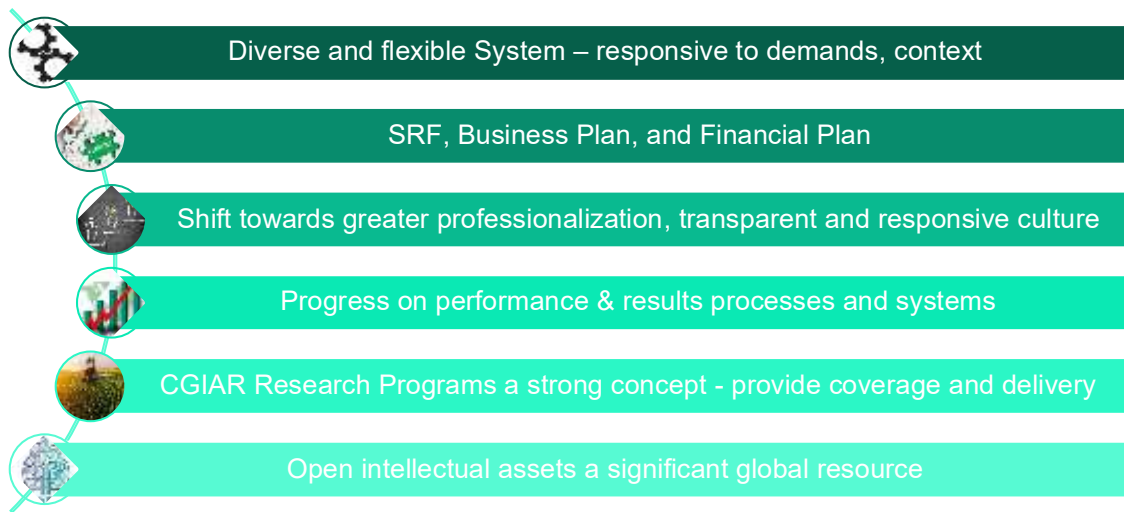 Diverse and flexible System – responsive to demands, context
SRF, Business Plan, and Financial Plan
Shift towards greater professionalization, transparent and responsive culture
Progress on performance & results processes and systems
CGIAR Research Programs a strong concept - provide coverage and delivery
Open intellectual assets a significant global resource